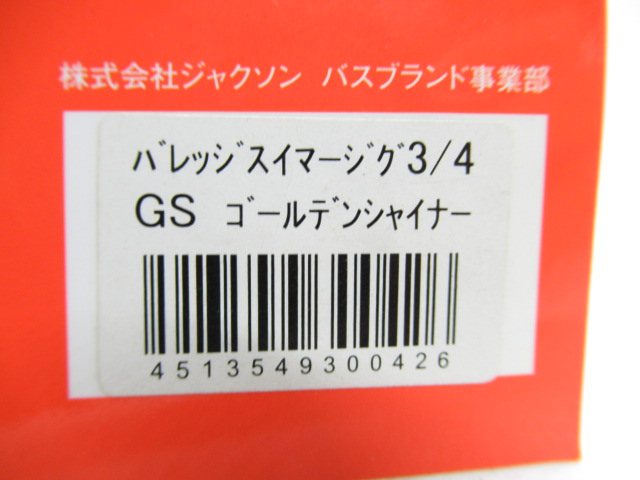 株式会社ジャクソン バスブランド事業部
ﾊﾞﾚｯｼﾞｽｲﾏｰｼﾞｸﾞ3/4
GS ｺﾞｰﾙﾃﾞﾝｼｬｲﾅｰ
4513549300426